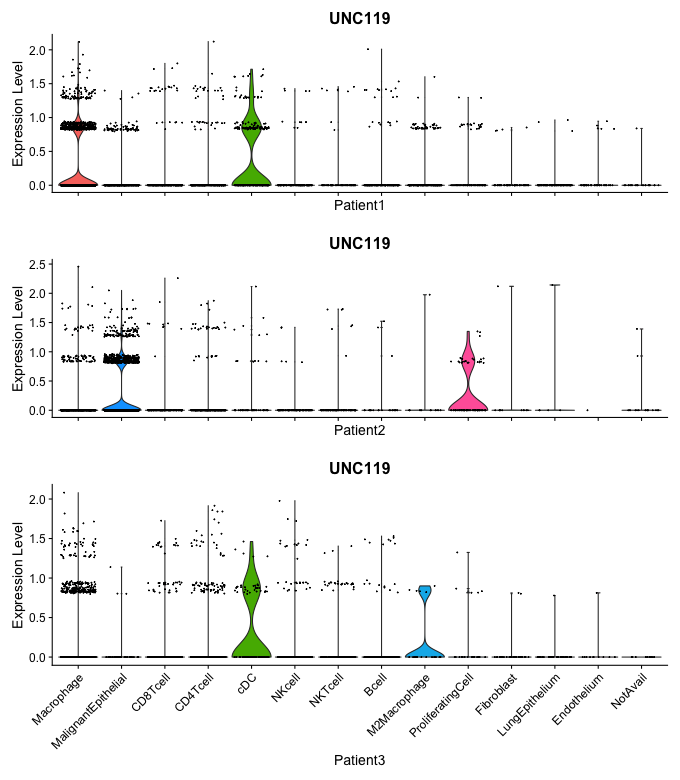 UNC119
Expression Level
2.0
1.5
1.0
0.5
0.0
Patient1
UNC119
Expression Level
2.5
2.0
1.5
1.0
0.5
0.0
Patient2
UNC119
Expression Level
2.0
1.5
1.0
0.5
0.0
Macrophage
MalignantEpithelial
CD8Tcell
CD4Tcell
cDC
NKcell
NKTcell
Bcell
M2Macrophage
ProliferatingCell
Fibroblast
LungEpithelium
Endothelium
NotAvail
Patient3